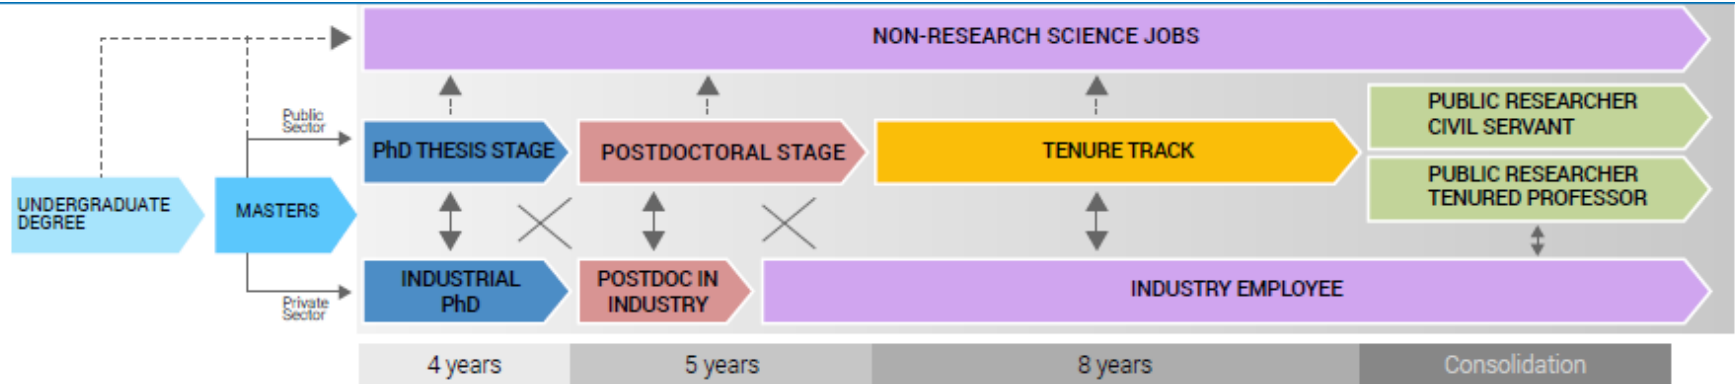 NON-RESEARCH SCIENCE JOBS
Public
Sector
PhD THESIS STAGE
POSTDOCTORAL STAGE
TENURE TRACK
PUBLIC RESEARCHER
CIVIL SERVANT
PUBLIC RESEARCHER
TENURED PROFESSOR
UNDERGRADUATE
DEGREE
MASTERS
Private
Sector
INDUSTRIAL
PhD
POSTDOC IN
INDUSTRY
INDUSTRY EMPLOYEE
4 years
5 years
8 years
Consolidation